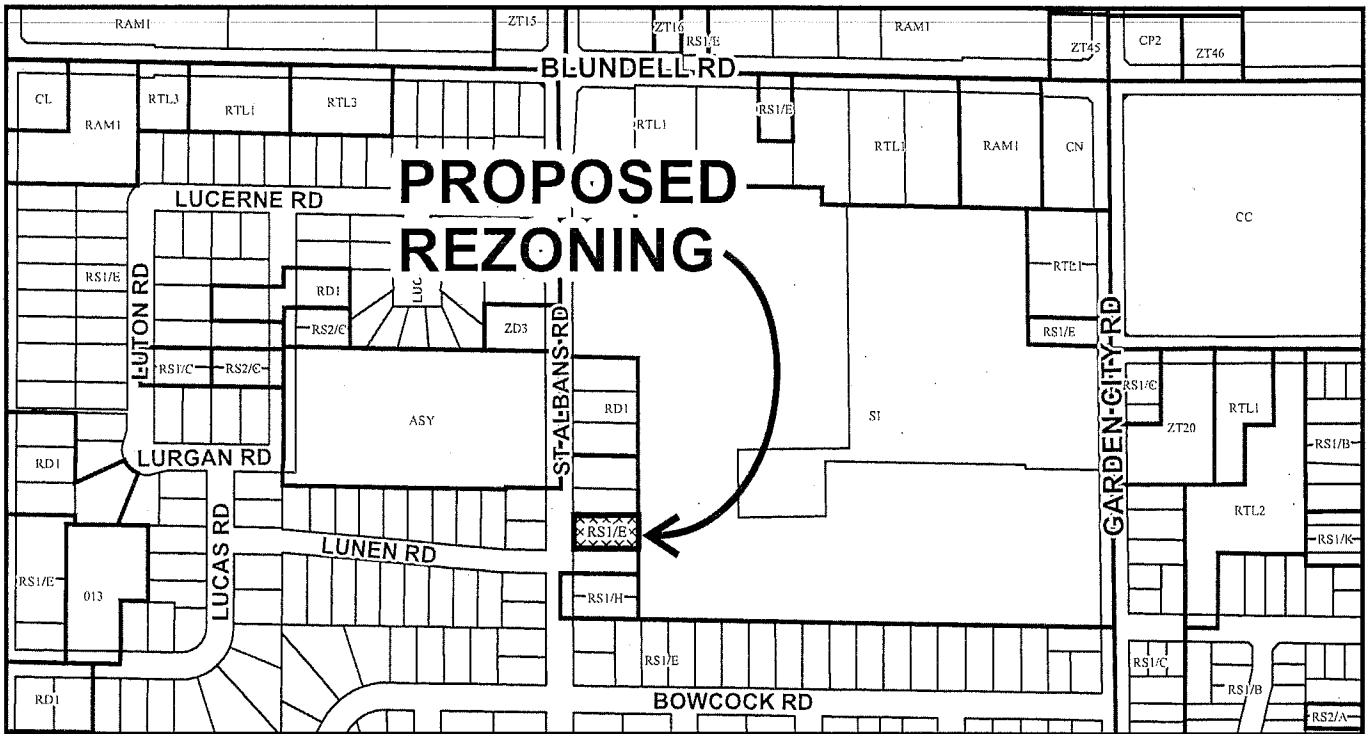 RAM1
ZT15
ZT16
RS1/E
RAM1
ZT45
CP2
ZT46
BLUNDELL RD
CL
RAM1
RTL3
RTL1
RTL3
RTL1
RS1/E
RTL1
RAM1
CN
CC
PROPOSED
REZONING
LUCERNE RD
RS1/E
LUTON RD
RD1
LUC
RS2/C
ZD3
ST ALBANS RD
RTL1
RS1/E
GARDEN CITY RD
RS1/C
RS2/C
ASY
RD1
SI
RS1/C
ZT20
RTL1
RS1/B
RD1
LURGAN RD
RTL2
RS1/E
RS1/K
LUNEN RD
LUCAS RD
RS1/E
013
RS1/H
RS1/E
RS1/C
RS1/B
RD1
BOWCOCK RD
RS2/A